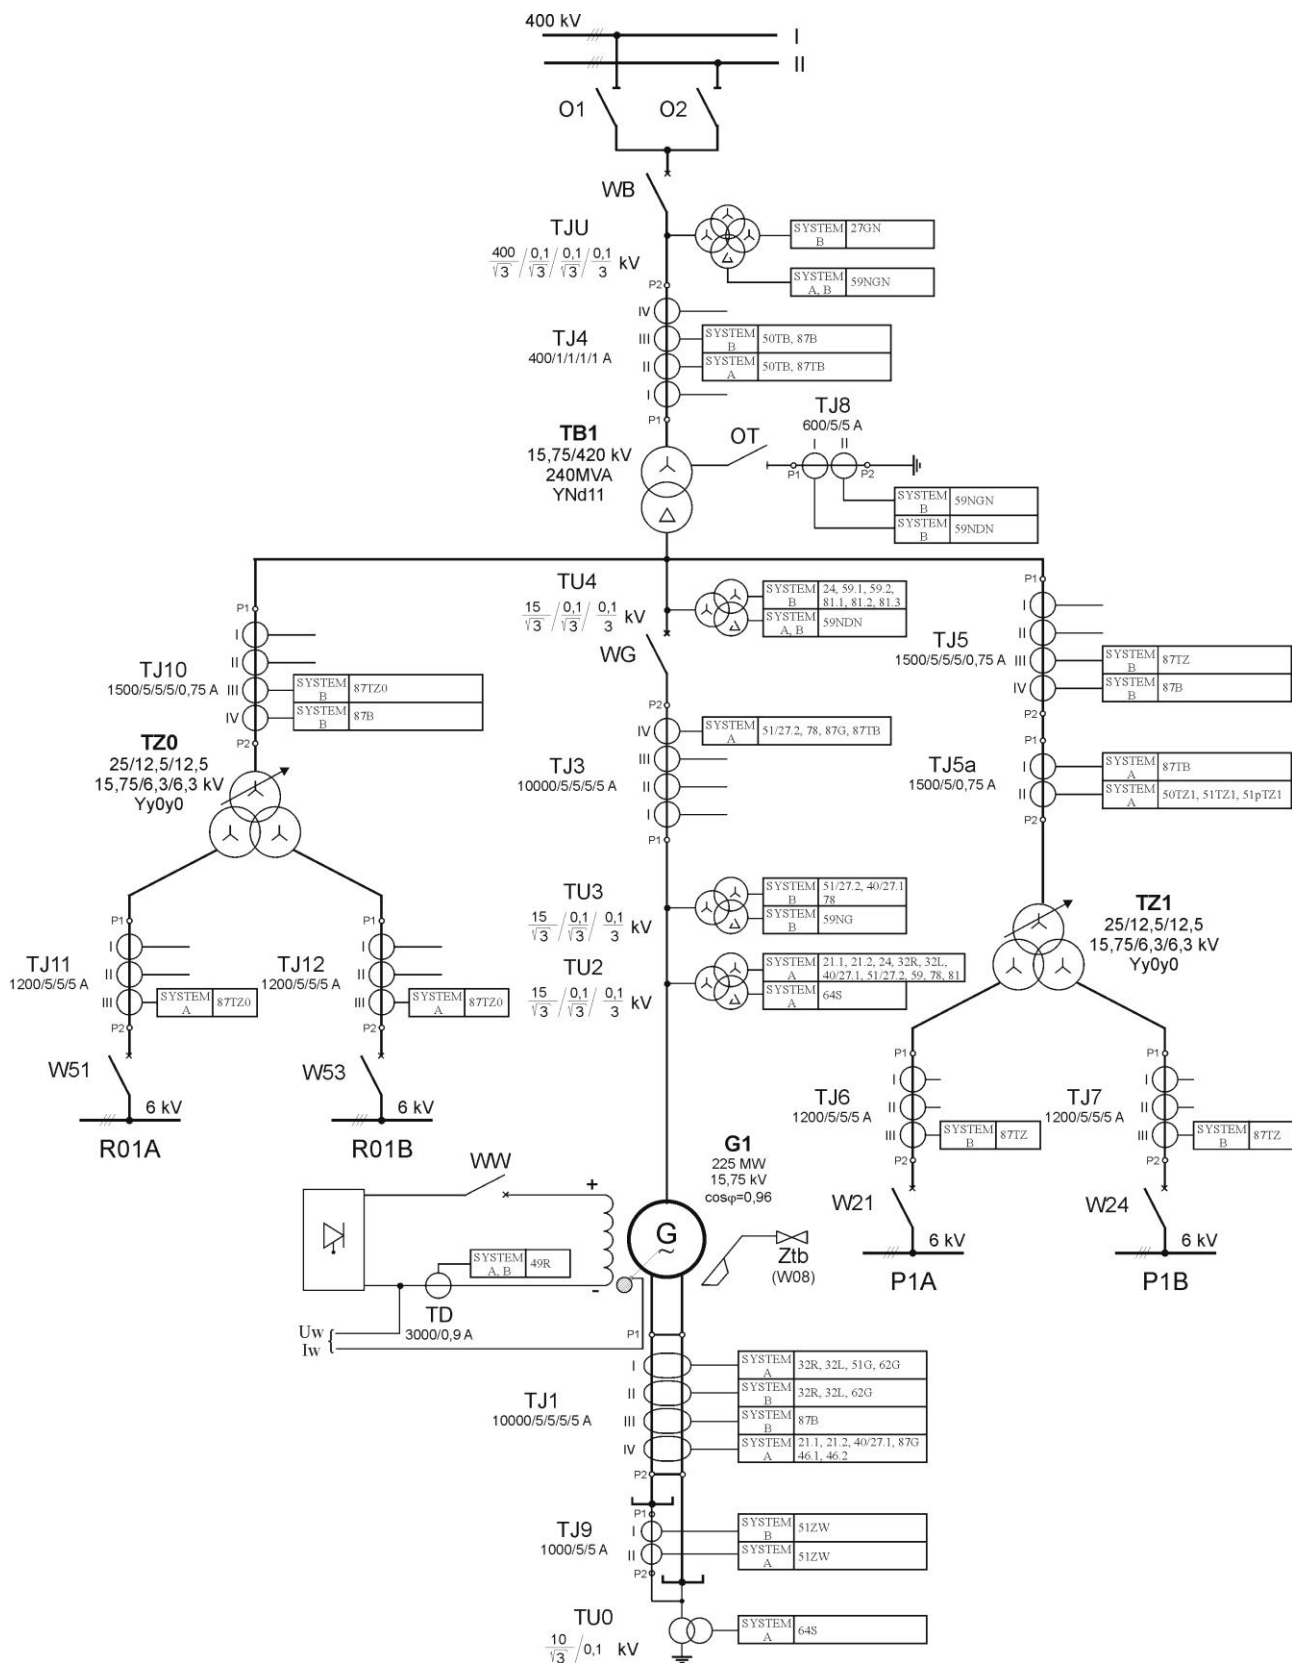 400 kV
I
II
O1
O2
WB
TJU
400/√3 / 0,1/√3 / 0,1/√3 / 0,1/3 kV
SYSTEM B 27GN
SYSTEM A, B 59NGN
P2
IV
III
II
I
P1
TJ4
400/1/1/1/1 A
SYSTEM B 50TB, 87B
SYSTEM A 50TB, 87TB
TB1
15,75/420 kV
240MVA
YNd11
OT
TJ8
600/5/5 A
I II
P1 P2
SYSTEM B 59NGN
SYSTEM B 59NDN
TU4
15/√3 / 0,1/√3 / 0,1/3 kV
SYSTEM B 24, 59.1, 59.2,
81.1, 81.2, 81.3
SYSTEM A, B 59NDN
WG
P1
I
II
III
IV
P2
TJ10
1500/5/5/5/0,75 A
SYSTEM B 87TZ0
SYSTEM B 87B
TZ0
25/12,5/12,5
15,75/6,3/6,3 kV
Yy0y0
P2
IV
III
II
I
P1
TJ3
10000/5/5/5/5 A
SYSTEM A 51/27.2, 78, 87G, 87TB
P1
I
II
III
IV
P2
TJ5
1500/5/5/5/0,75 A
SYSTEM B 87TZ
SYSTEM B 87B
P1
I
II
P2
TJ5a
1500/5/0,75 A
SYSTEM A 87TB
SYSTEM A 50TZ1, 51TZ1, 51pTZ1
TU3
15/√3 / 0,1/√3 / 0,1/3 kV
SYSTEM B 51/27.2, 40/27.1
78
SYSTEM B 59NG
TU2
15/√3 / 0,1/√3 / 0,1/3 kV
SYSTEM A 21.1, 21.2, 24, 32R, 32L,
40/27.1, 51/27.2, 59, 78, 81
SYSTEM A 64S
TZ1
25/12,5/12,5
15,75/6,3/6,3 kV
Yy0y0
P1
I
II
III
P2
TJ11
1200/5/5/5 A
SYSTEM A 87TZ0
P1
I
II
III
P2
TJ12
1200/5/5/5 A
SYSTEM A 87TZ0
W51
6 kV
R01A
W53
6 kV
R01B
P1
I
II
III
P2
TJ6
1200/5/5/5 A
SYSTEM B 87TZ
P1
I
II
III
P2
TJ7
1200/5/5/5 A
SYSTEM B 87TZ
W21
6 kV
P1A
W24
6 kV
P1B
G1
225 MW
15,75 kV
cosφ=0,96
G
~
Ztb
(W08)
WW
+
-
SYSTEM A, B 49R
TD
3000/0,9 A
Uw
Iw
P1
I
II
III
IV
P2
TJ1
10000/5/5/5/5 A
SYSTEM A 32R, 32L, 51G, 62G
SYSTEM B 32R, 32L, 62G
SYSTEM B 87B
SYSTEM A 21.1, 21.2, 40/27.1, 87G
46.1, 46.2
P1
I
II
P2
TJ9
1000/5/5 A
SYSTEM B 51ZW
SYSTEM A 51ZW
TU0
10/√3 / 0,1 kV
SYSTEM A 64S